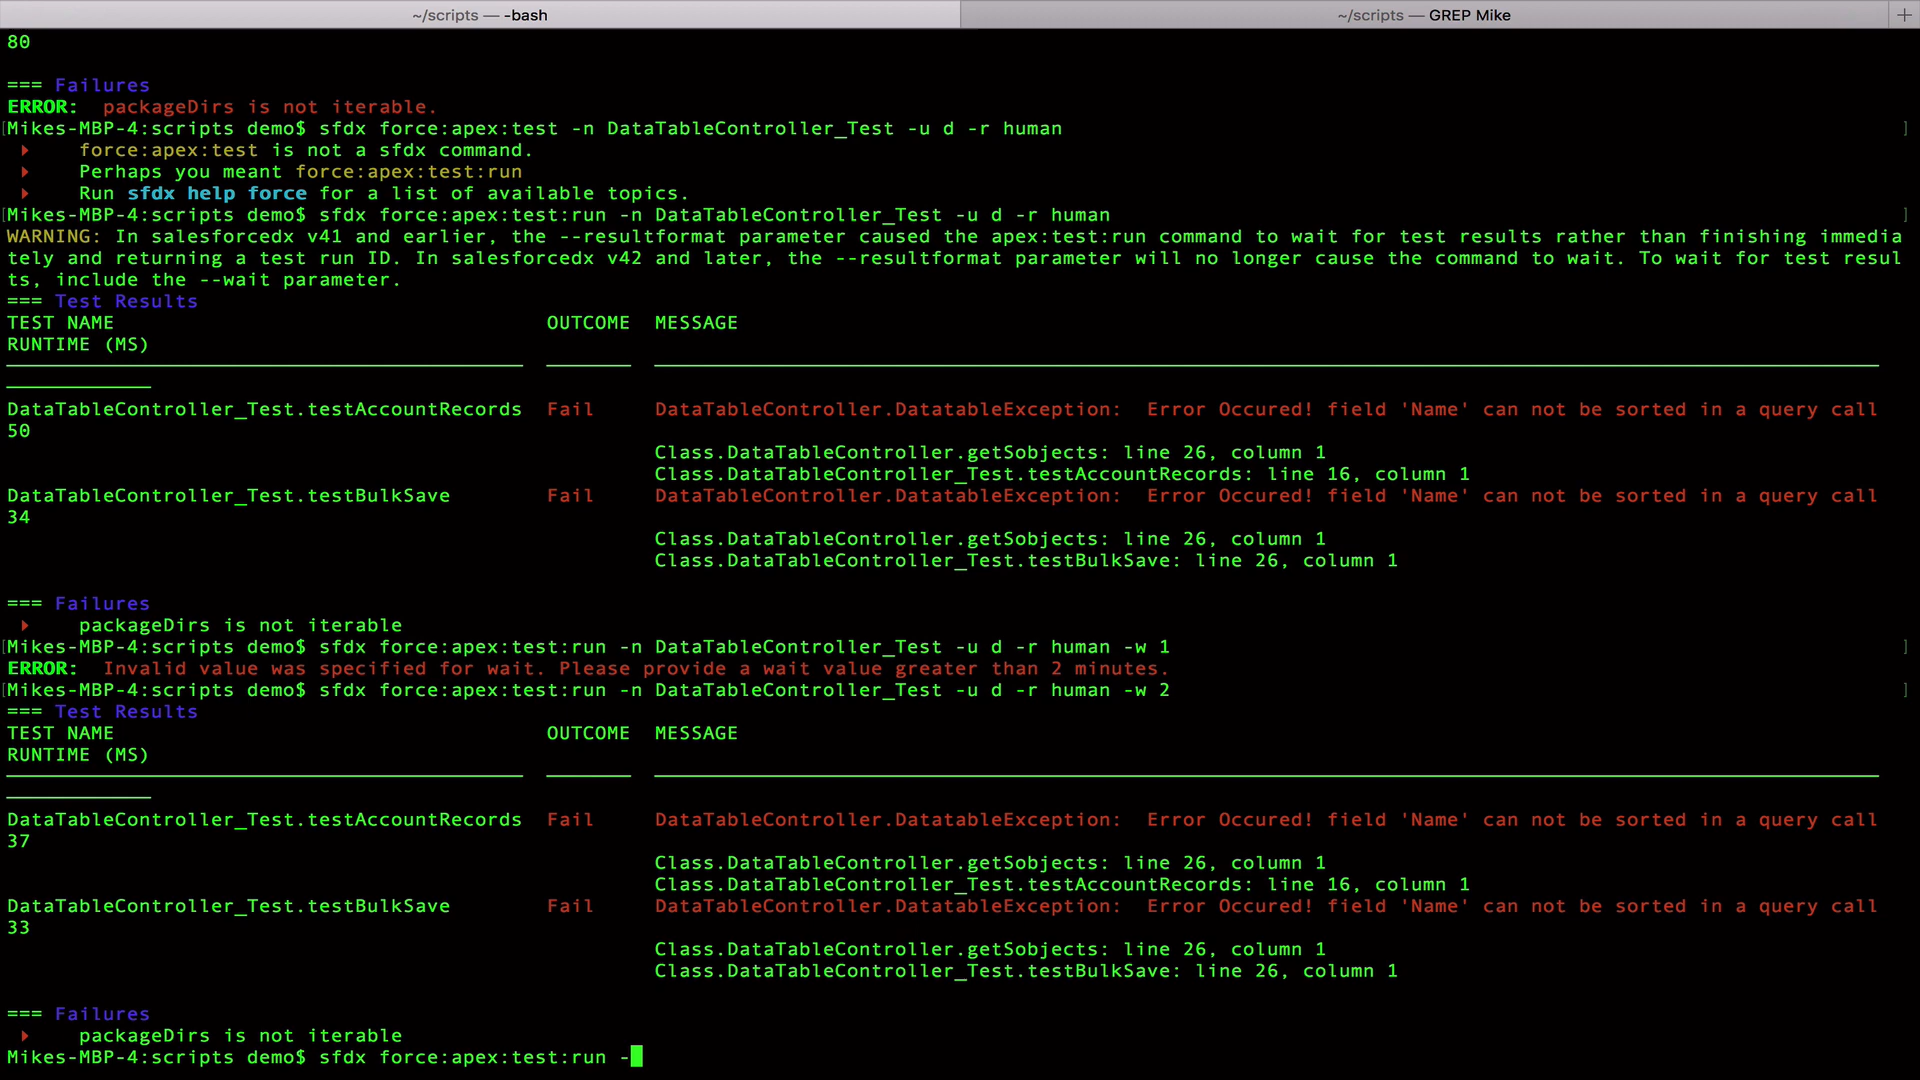 ~/scripts — -bash
~/scripts — GREP Mike
+
80
=== Failures
ERROR:  packageDirs is not iterable.
[Mikes-MBP-4:scripts demo$ sfdx force:apex:test -n DataTableController_Test -u d -r human ]
force:apex:test is not a sfdx command.
Perhaps you meant force:apex:test:run
Run sfdx help force for a list of available topics.
[Mikes-MBP-4:scripts demo$ sfdx force:apex:test:run -n DataTableController_Test -u d -r human ]
WARNING: In salesforcedx v41 and earlier, the --resultformat parameter caused the apex:test:run command to wait for test results rather than finishing immedia
tely and returning a test run ID. In salesforcedx v42 and later, the --resultformat parameter will no longer cause the command to wait. To wait for test resul
ts, include the --wait parameter.
=== Test Results
TEST NAME OUTCOME MESSAGE
RUNTIME (MS)
DataTableController_Test.testAccountRecords Fail DataTableController.DatatableException:  Error Occured! field 'Name' can not be sorted in a query call
50
Class.DataTableController.getSobjects: line 26, column 1
Class.DataTableController_Test.testAccountRecords: line 16, column 1
DataTableController_Test.testBulkSave Fail DataTableController.DatatableException:  Error Occured! field 'Name' can not be sorted in a query call
34
Class.DataTableController.getSobjects: line 26, column 1
Class.DataTableController_Test.testBulkSave: line 26, column 1
=== Failures
packageDirs is not iterable
[Mikes-MBP-4:scripts demo$ sfdx force:apex:test:run -n DataTableController_Test -u d -r human -w 1 ]
ERROR:  Invalid value was specified for wait. Please provide a wait value greater than 2 minutes.
[Mikes-MBP-4:scripts demo$ sfdx force:apex:test:run -n DataTableController_Test -u d -r human -w 2 ]
=== Test Results
TEST NAME OUTCOME MESSAGE
RUNTIME (MS)
DataTableController_Test.testAccountRecords Fail DataTableController.DatatableException:  Error Occured! field 'Name' can not be sorted in a query call
37
Class.DataTableController.getSobjects: line 26, column 1
Class.DataTableController_Test.testAccountRecords: line 16, column 1
DataTableController_Test.testBulkSave Fail DataTableController.DatatableException:  Error Occured! field 'Name' can not be sorted in a query call
33
Class.DataTableController.getSobjects: line 26, column 1
Class.DataTableController_Test.testBulkSave: line 26, column 1
=== Failures
packageDirs is not iterable
Mikes-MBP-4:scripts demo$ sfdx force:apex:test:run -